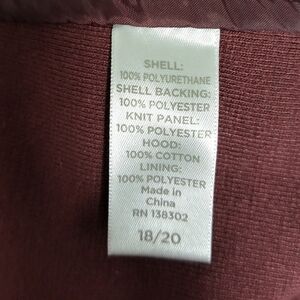 SHELL:
100% POLYURETHANE
SHELL BACKING:
100% POLYESTER
KNIT PANEL:
100% POLYESTER
HOOD:
100% COTTON
LINING:
100% POLYESTER
Made in
China
RN 138302
18/20